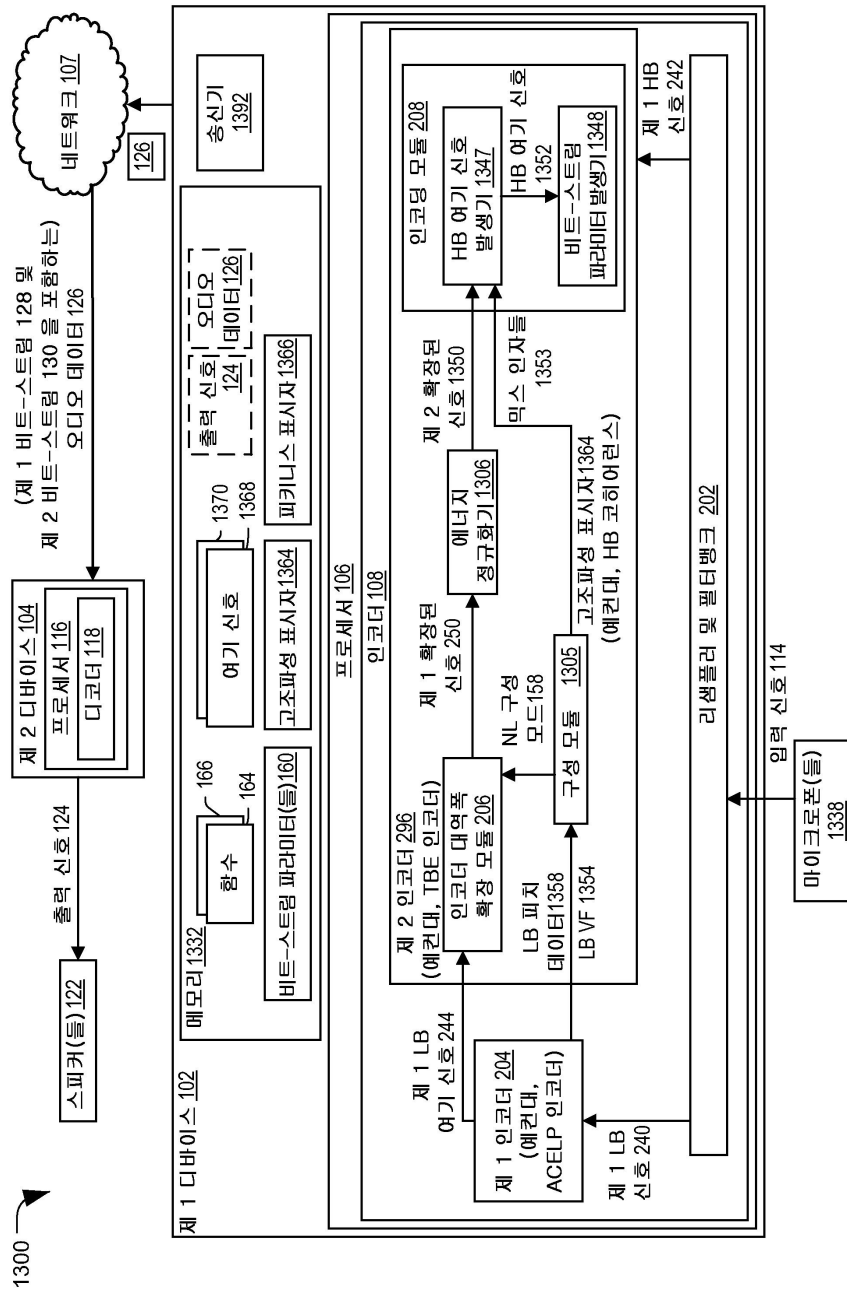 1300
스피커(들) 122
출력 신호 124
제 2 디바이스 104
프로세서 116
디코더 118
(제 1 비트-스트림 128 및
제 2 비트-스트림 130 을 포함하는)
오디오 데이터 126
네트워크 107
126
제 1 디바이스 102
메모리 1332
166
164
함수
비트-스트림 파라미터(들) 160
1370
1368
여기 신호
고조파성 표시자 1364
출력 신호
124
오디오
데이터 126
피키니스 표시자 1366
송신기
1392
프로세서 106
인코더 108
제 2 인코더 296
(예컨대, TBE 인코더)
인코더 대역폭
확장 모듈 206
제 1 확장된
신호 250
에너지
정규화기 1306
제 2 확장된
신호 1350
인코딩 모듈 208
HB 여기 신호
발생기 1347
HB 여기 신호
1352
비트-스트림
파라미터 발생기 1348
믹스 인자들
1353
NL 구성
모드 158
구성 모듈 1305
고조파성 표시자 1364
(예컨대, HB 코히어런스)
LB 피치
데이터 1358
LB VF 1354
제 1 LB
여기 신호 244
제 1 인코더 204
(예컨대,
ACELP 인코더)
제 1 LB
신호 240
제 1 HB
신호 242
리샘플러 및 필터뱅크 202
입력 신호 114
마이크로폰(들)
1338